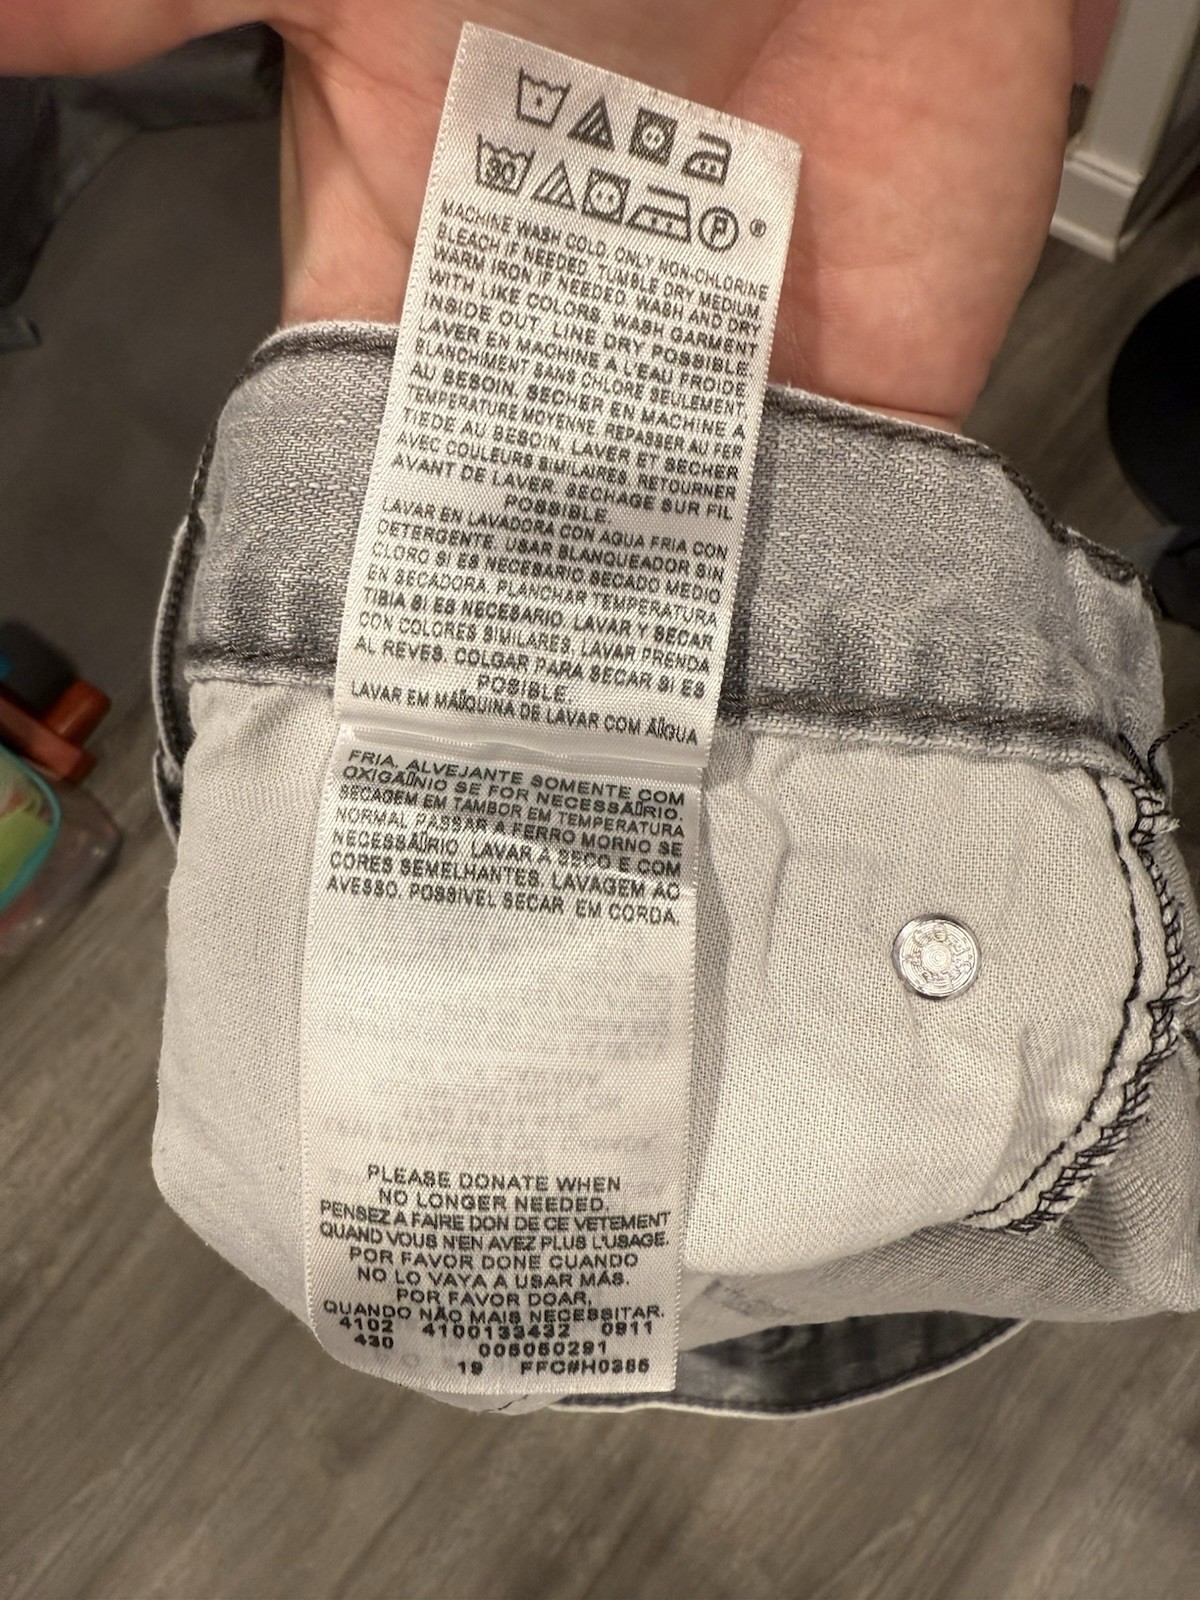 30
P ®
MACHINE WASH COLD, ONLY NON-CHLORINE
BLEACH IF NEEDED, TUMBLE DRY MEDIUM
WARM IRON IF NEEDED. WASH AND DRY
WITH LIKE COLORS. WASH GARMENT
INSIDE OUT. LINE DRY POSSIBLE.
LAVER EN MACHINE A L'EAU FROIDE
BLANCHIMENT SANS CHLORE SEULEMENT,
AU BESOIN. SECHER EN MACHINE A
TEMPERATURE MOYENNE. REPASSER AU FER
TIEDE AU BESOIN. LAVER ET SECHER
AVEC COULEURS SIMILAIRES. RETOURNER
AVANT DE LAVER. SECHAGE SUR FIL
POSSIBLE.
LAVAR EN LAVADORA CON AGUA FRIA CON
DETERGENTE. USAR BLANQUEADOR SIN
CLORO SI ES NECESARIO SECADO MEDIO
EN SECADORA. PLANCHAR TEMPERATURA
TIBIA SI ES NECESARIO. LAVAR Y SECAR
CON COLORES SIMILARES. LAVAR PRENDA
AL REVES. COLGAR PARA SECAR SI ES
POSIBLE.
LAVAR EM DE LAVAR COM
FRIA, ALVEJANTE SOMENTE COM
SE FOR
SECAGEM EM TAMBOR EM TEMPERATURA
NORMAL PASSAR A FERRO MORNO SE
LAVAR A SECO E COM
CORES SEMELHANTES. LAVAGEM AO
AVESSO. POSSIVEL SECAR EM CORDA.
PLEASE DONATE WHEN
NO LONGER NEEDED.
PENSEZ A FAIRE DON DE CE VETEMENT
QUAND VOUS N'EN AVEZ PLUS L'USAGE.
POR FAVOR DONE CUANDO
NO LO VAYA A USAR MÁS.
POR FAVOR DOAR,
QUANDO NÃO MAIS NECESSITAR.
4102 4100133432 0911
430 005050291
19 FFC#H0385